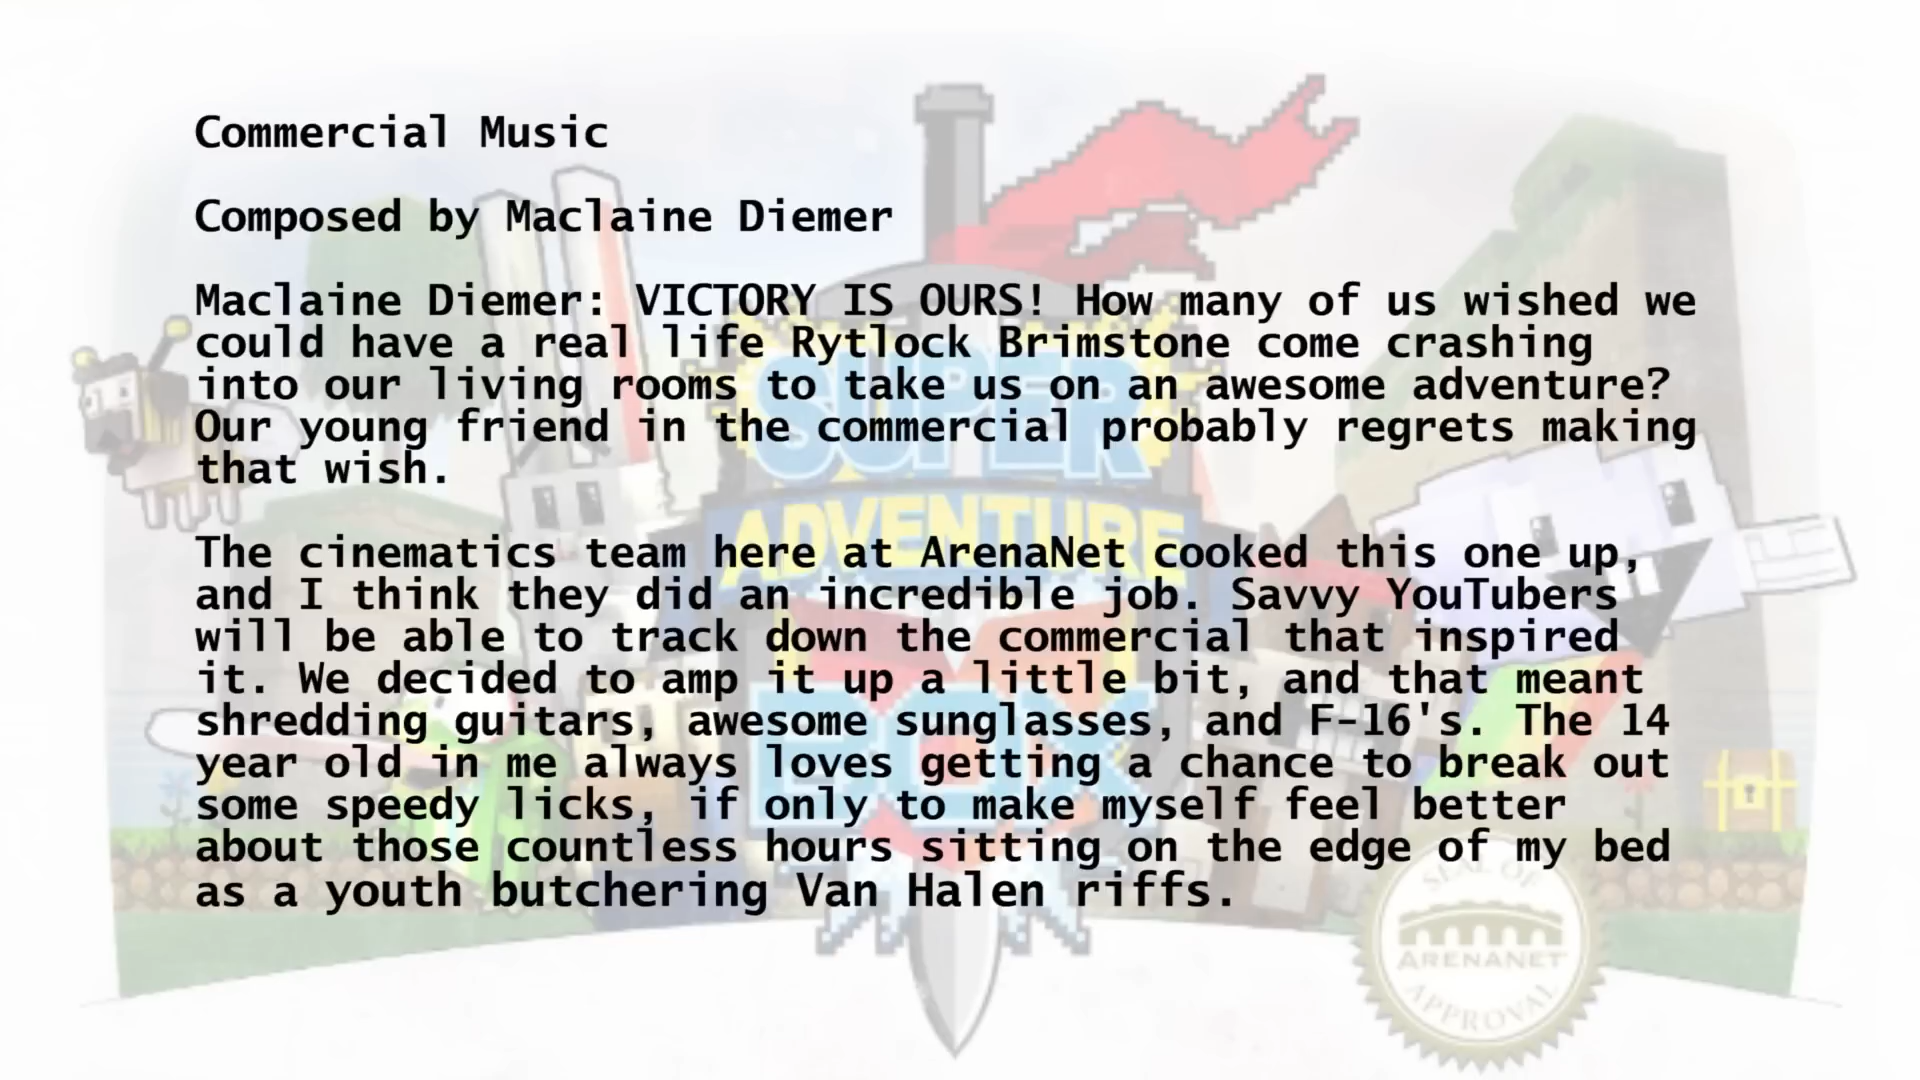 Commercial Music
Composed by Maclaine Diemer
Maclaine Diemer: VICTORY IS OURS! How many of us wished we
could have a real life Rytlock Brimstone come crashing
into our living rooms to take us on an awesome adventure?
Our young friend in the commercial probably regrets making
that wish.
The cinematics team here at ArenaNet cooked this one up,
and I think they did an incredible job. Savvy YouTubers
will be able to track down the commercial that inspired
it. We decided to amp it up a little bit, and that meant
shredding guitars, awesome sunglasses, and F-16's. The 14
year old in me always loves getting a chance to break out
some speedy licks, if only to make myself feel better
about those countless hours sitting on the edge of my bed
as a youth butchering Van Halen riffs.
SUPER
ADVENTURE
BOX
SEAL OF
ARENANET
APPROVAL